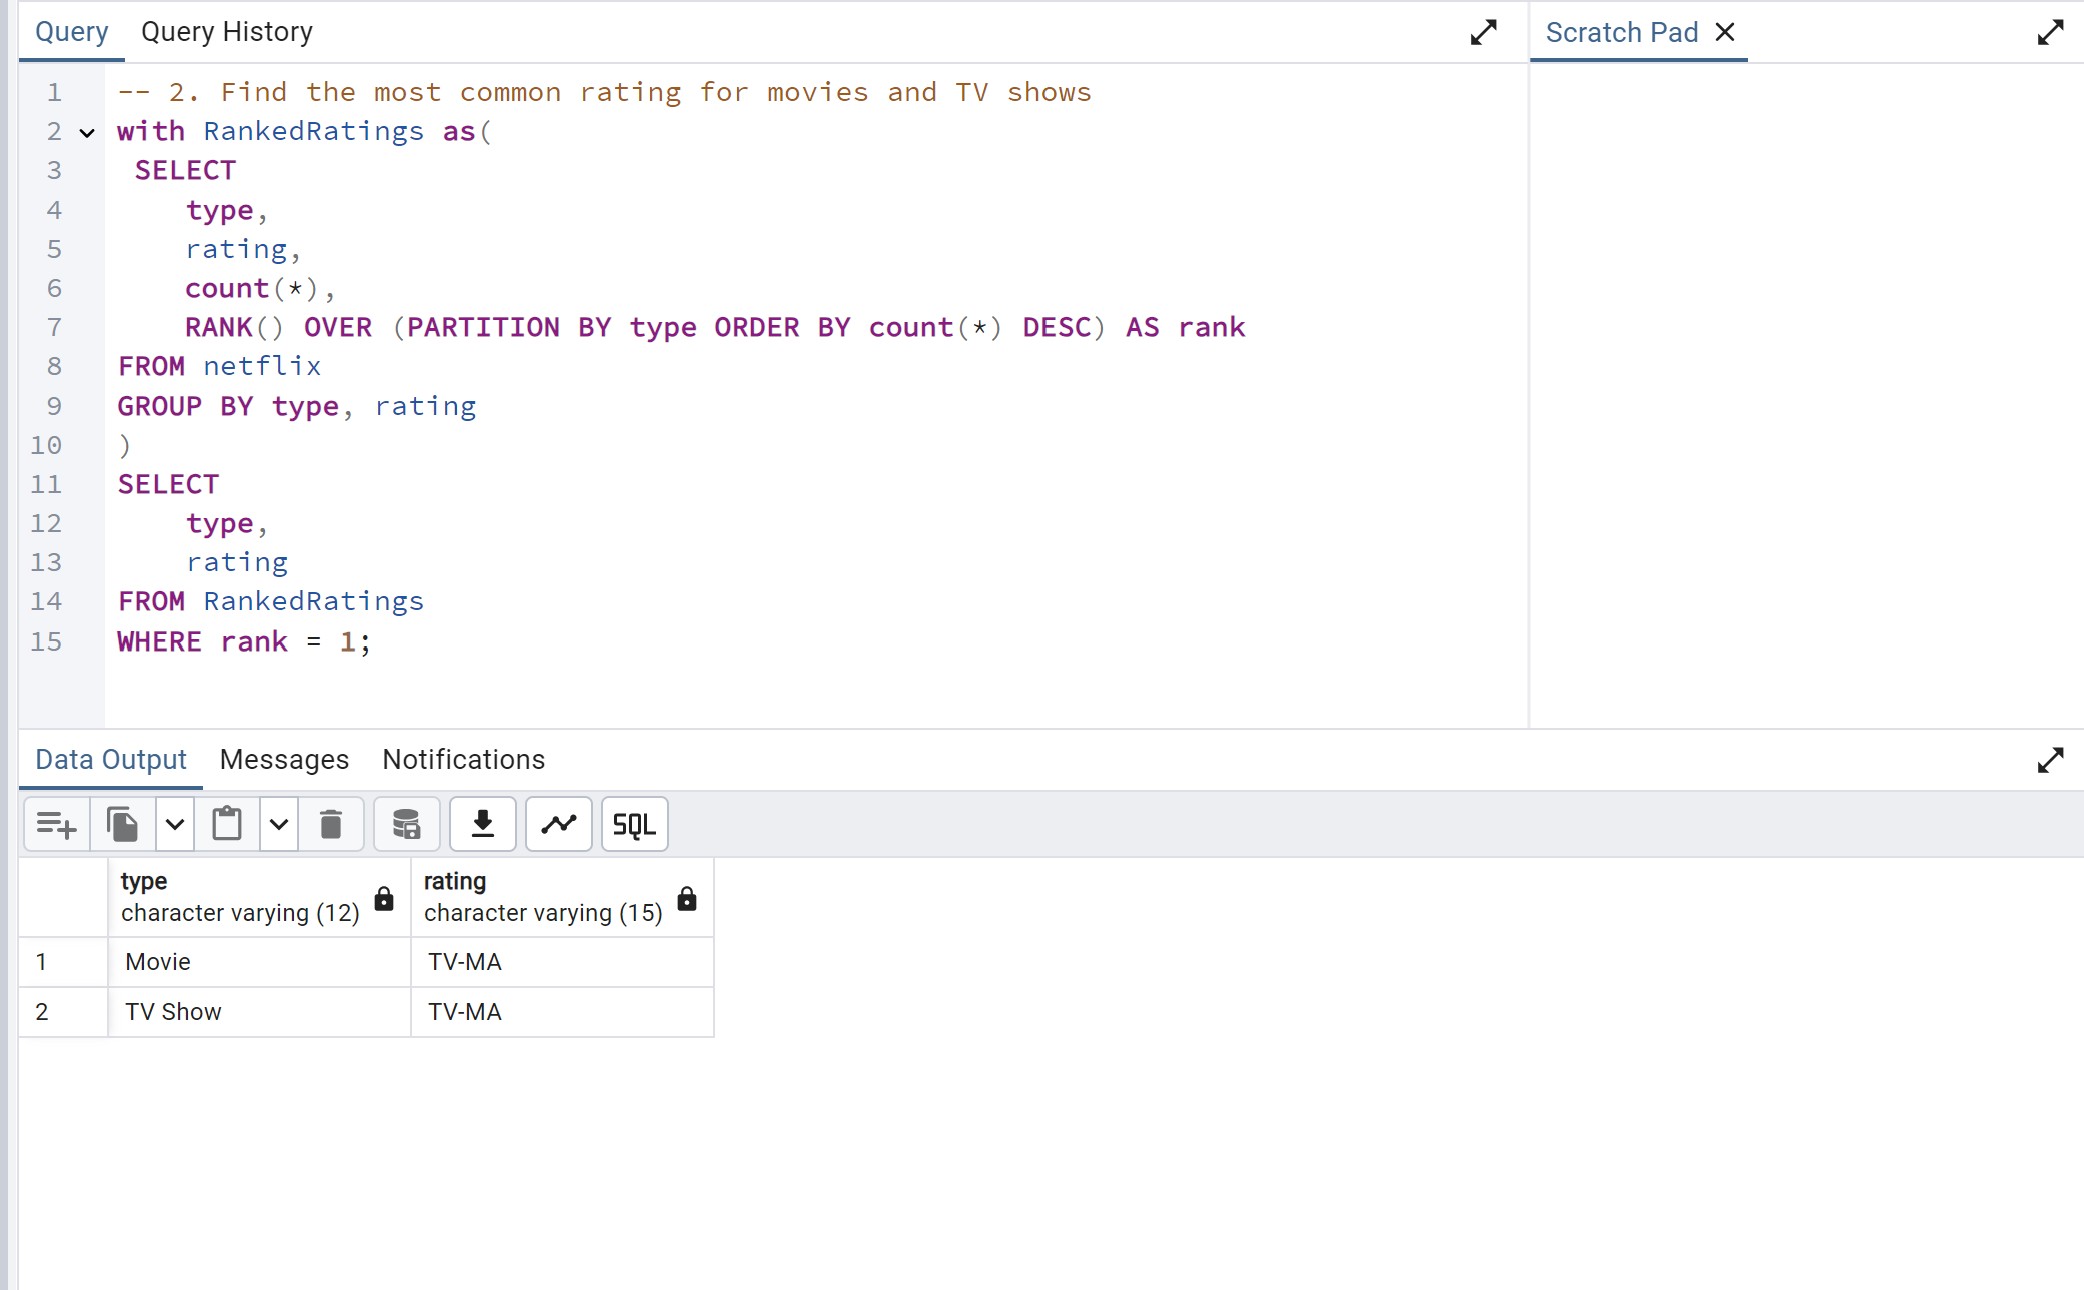 Query Query History
Scratch Pad
1 -- 2. Find the most common rating for movies and TV shows
2 with RankedRatings as(
3 SELECT
4 type,
5 rating,
6 count(*),
7 RANK() OVER (PARTITION BY type ORDER BY count(*) DESC) AS rank
8 FROM netflix
9 GROUP BY type, rating
10 )
11 SELECT
12 type,
13 rating
14 FROM RankedRatings
15 WHERE rank = 1;
Data Output Messages Notifications
SQL
type rating
character varying (12) character varying (15)
1 Movie TV-MA
2 TV Show TV-MA